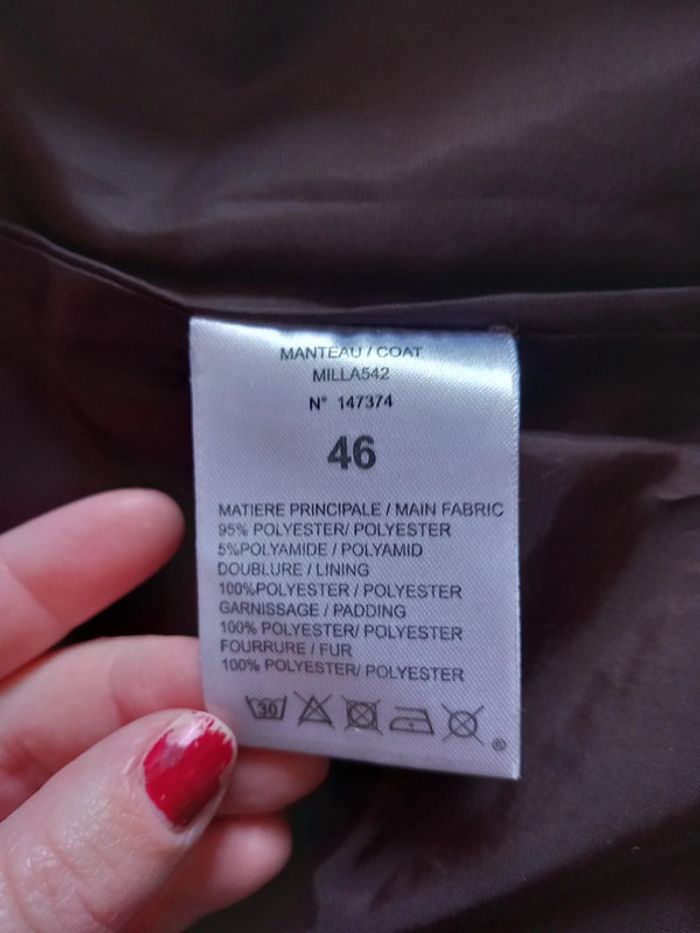 MANTEAU / COAT
MILLA542
N° 147374
46
MATIERE PRINCIPALE / MAIN FABRIC
95% POLYESTER/ POLYESTER
5%POLYAMIDE / POLYAMID
DOUBLURE / LINING
100%POLYESTER / POLYESTER
GARNISSAGE / PADDING
100% POLYESTER/ POLYESTER
FOURRURE / FUR
100% POLYESTER/ POLYESTER
30
®